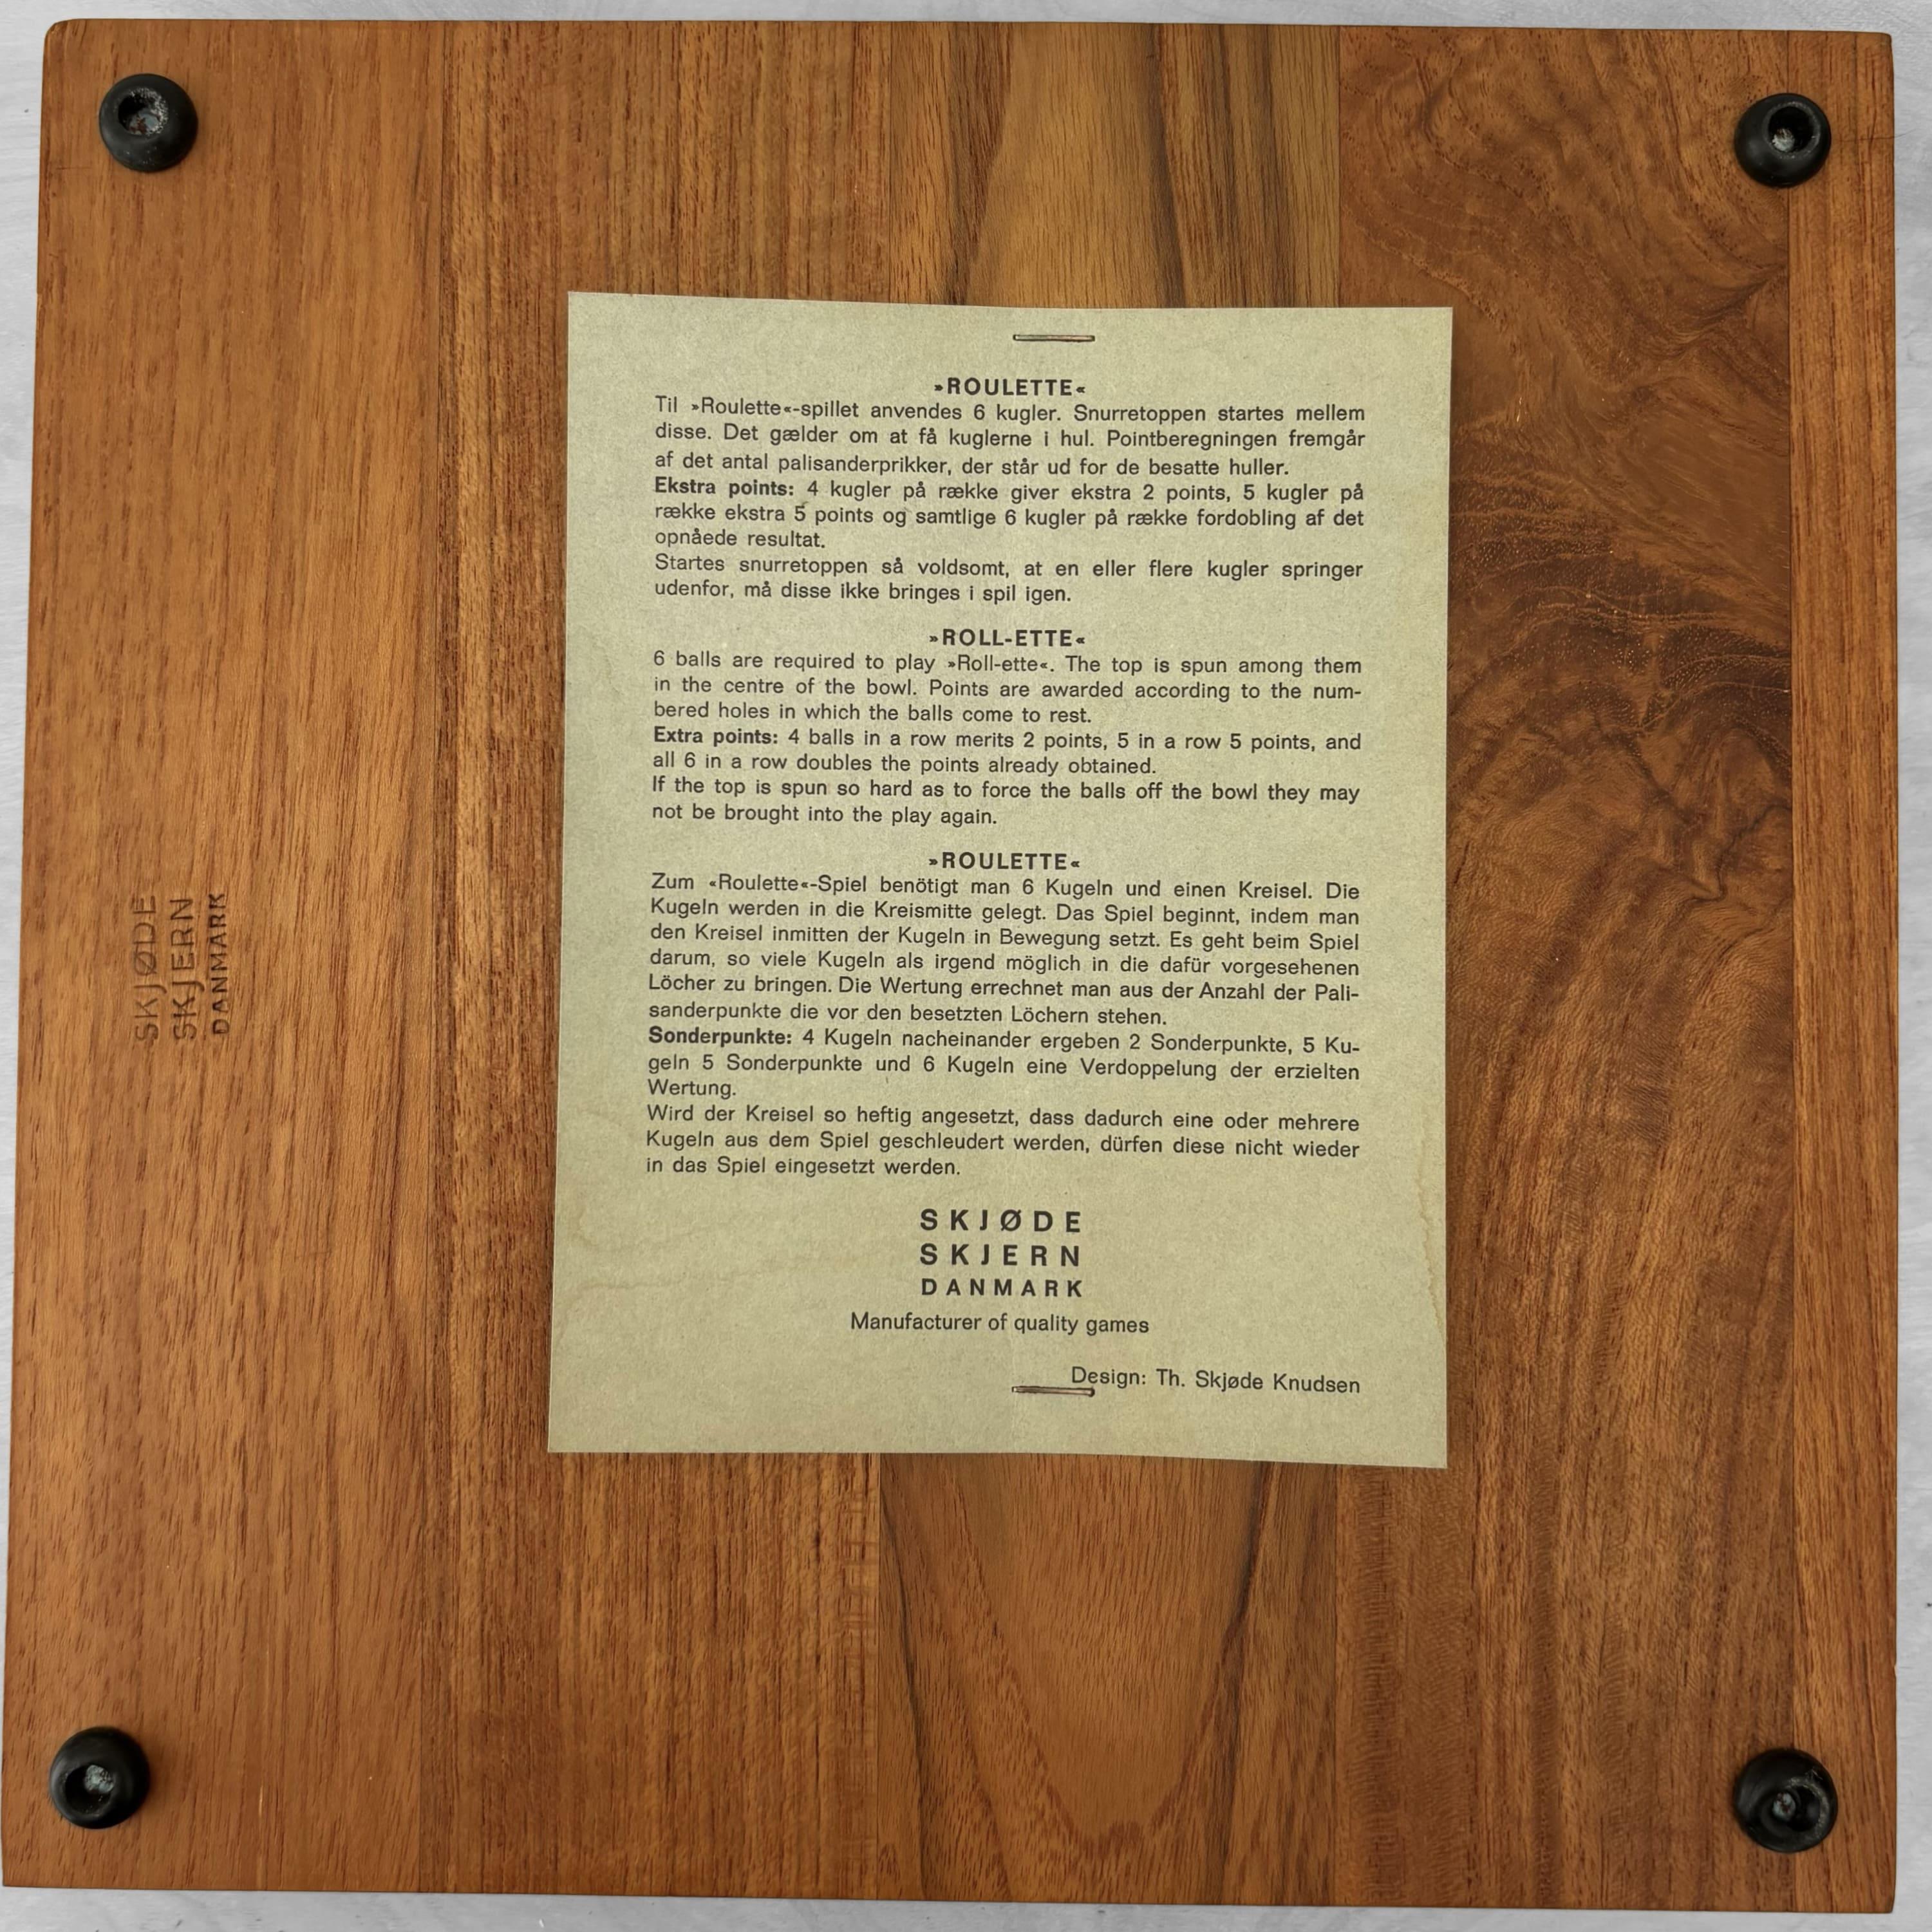 »ROULETTE«
Til »Roulette«-spillet anvendes 6 kugler. Snurretoppen startes mellem
disse. Det gælder om at få kuglerne i hul. Pointberegningen fremgår
af det antal palisanderprikker, der står ud for de besatte huller.
Ekstra points: 4 kugler på række giver ekstra 2 points, 5 kugler på
række ekstra 5 points og samtlige 6 kugler på række fordobling af det
opnåede resultat.
Startes snurretoppen så voldsomt, at en eller flere kugler springer
udenfor, må disse ikke bringes i spil igen.
»ROLL-ETTE«
6 balls are required to play »Roll-ette«. The top is spun among them
in the centre of the bowl. Points are awarded according to the num-
bered holes in which the balls come to rest.
Extra points: 4 balls in a row merits 2 points, 5 in a row 5 points, and
all 6 in a row doubles the points already obtained.
If the top is spun so hard as to force the balls off the bowl they may
not be brought into the play again.
»ROULETTE«
Zum «Roulette«-Spiel benötigt man 6 Kugeln und einen Kreisel. Die
Kugeln werden in die Kreismitte gelegt. Das Spiel beginnt, indem man
den Kreisel inmitten der Kugeln in Bewegung setzt. Es geht beim Spiel
darum, so viele Kugeln als irgend möglich in die dafür vorgesehenen
Löcher zu bringen. Die Wertung errechnet man aus der Anzahl der Pali-
sanderpunkte die vor den besetzten Löchern stehen.
Sonderpunkte: 4 Kugeln nacheinander ergeben 2 Sonderpunkte, 5 Ku-
geln 5 Sonderpunkte und 6 Kugeln eine Verdoppelung der erzielten
Wertung.
Wird der Kreisel so heftig angesetzt, dass dadurch eine oder mehrere
Kugeln aus dem Spiel geschleudert werden, dürfen diese nicht wieder
in das Spiel eingesetzt werden.
SKJØDE
SKJERN
DANMARK
Manufacturer of quality games
Design: Th. Skjøde Knudsen
SKJØDE
SKJERN
DANMARK